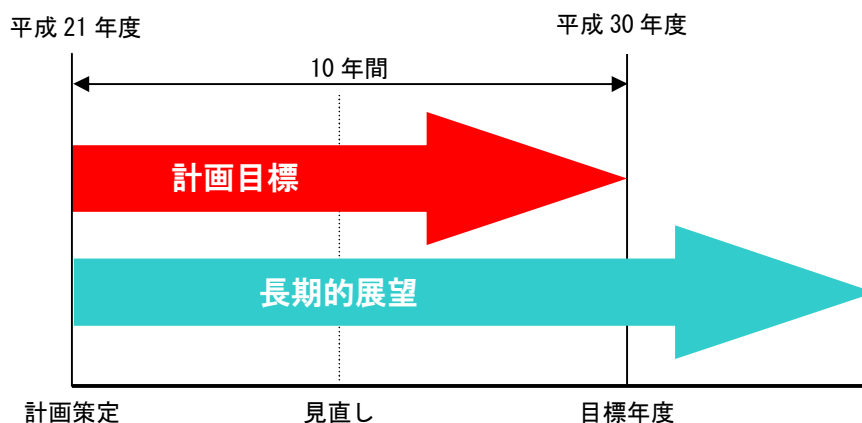 平成 21 年度
平成 30 年度
10 年間
計画目標
長期的展望
計画策定
見直し
目標年度